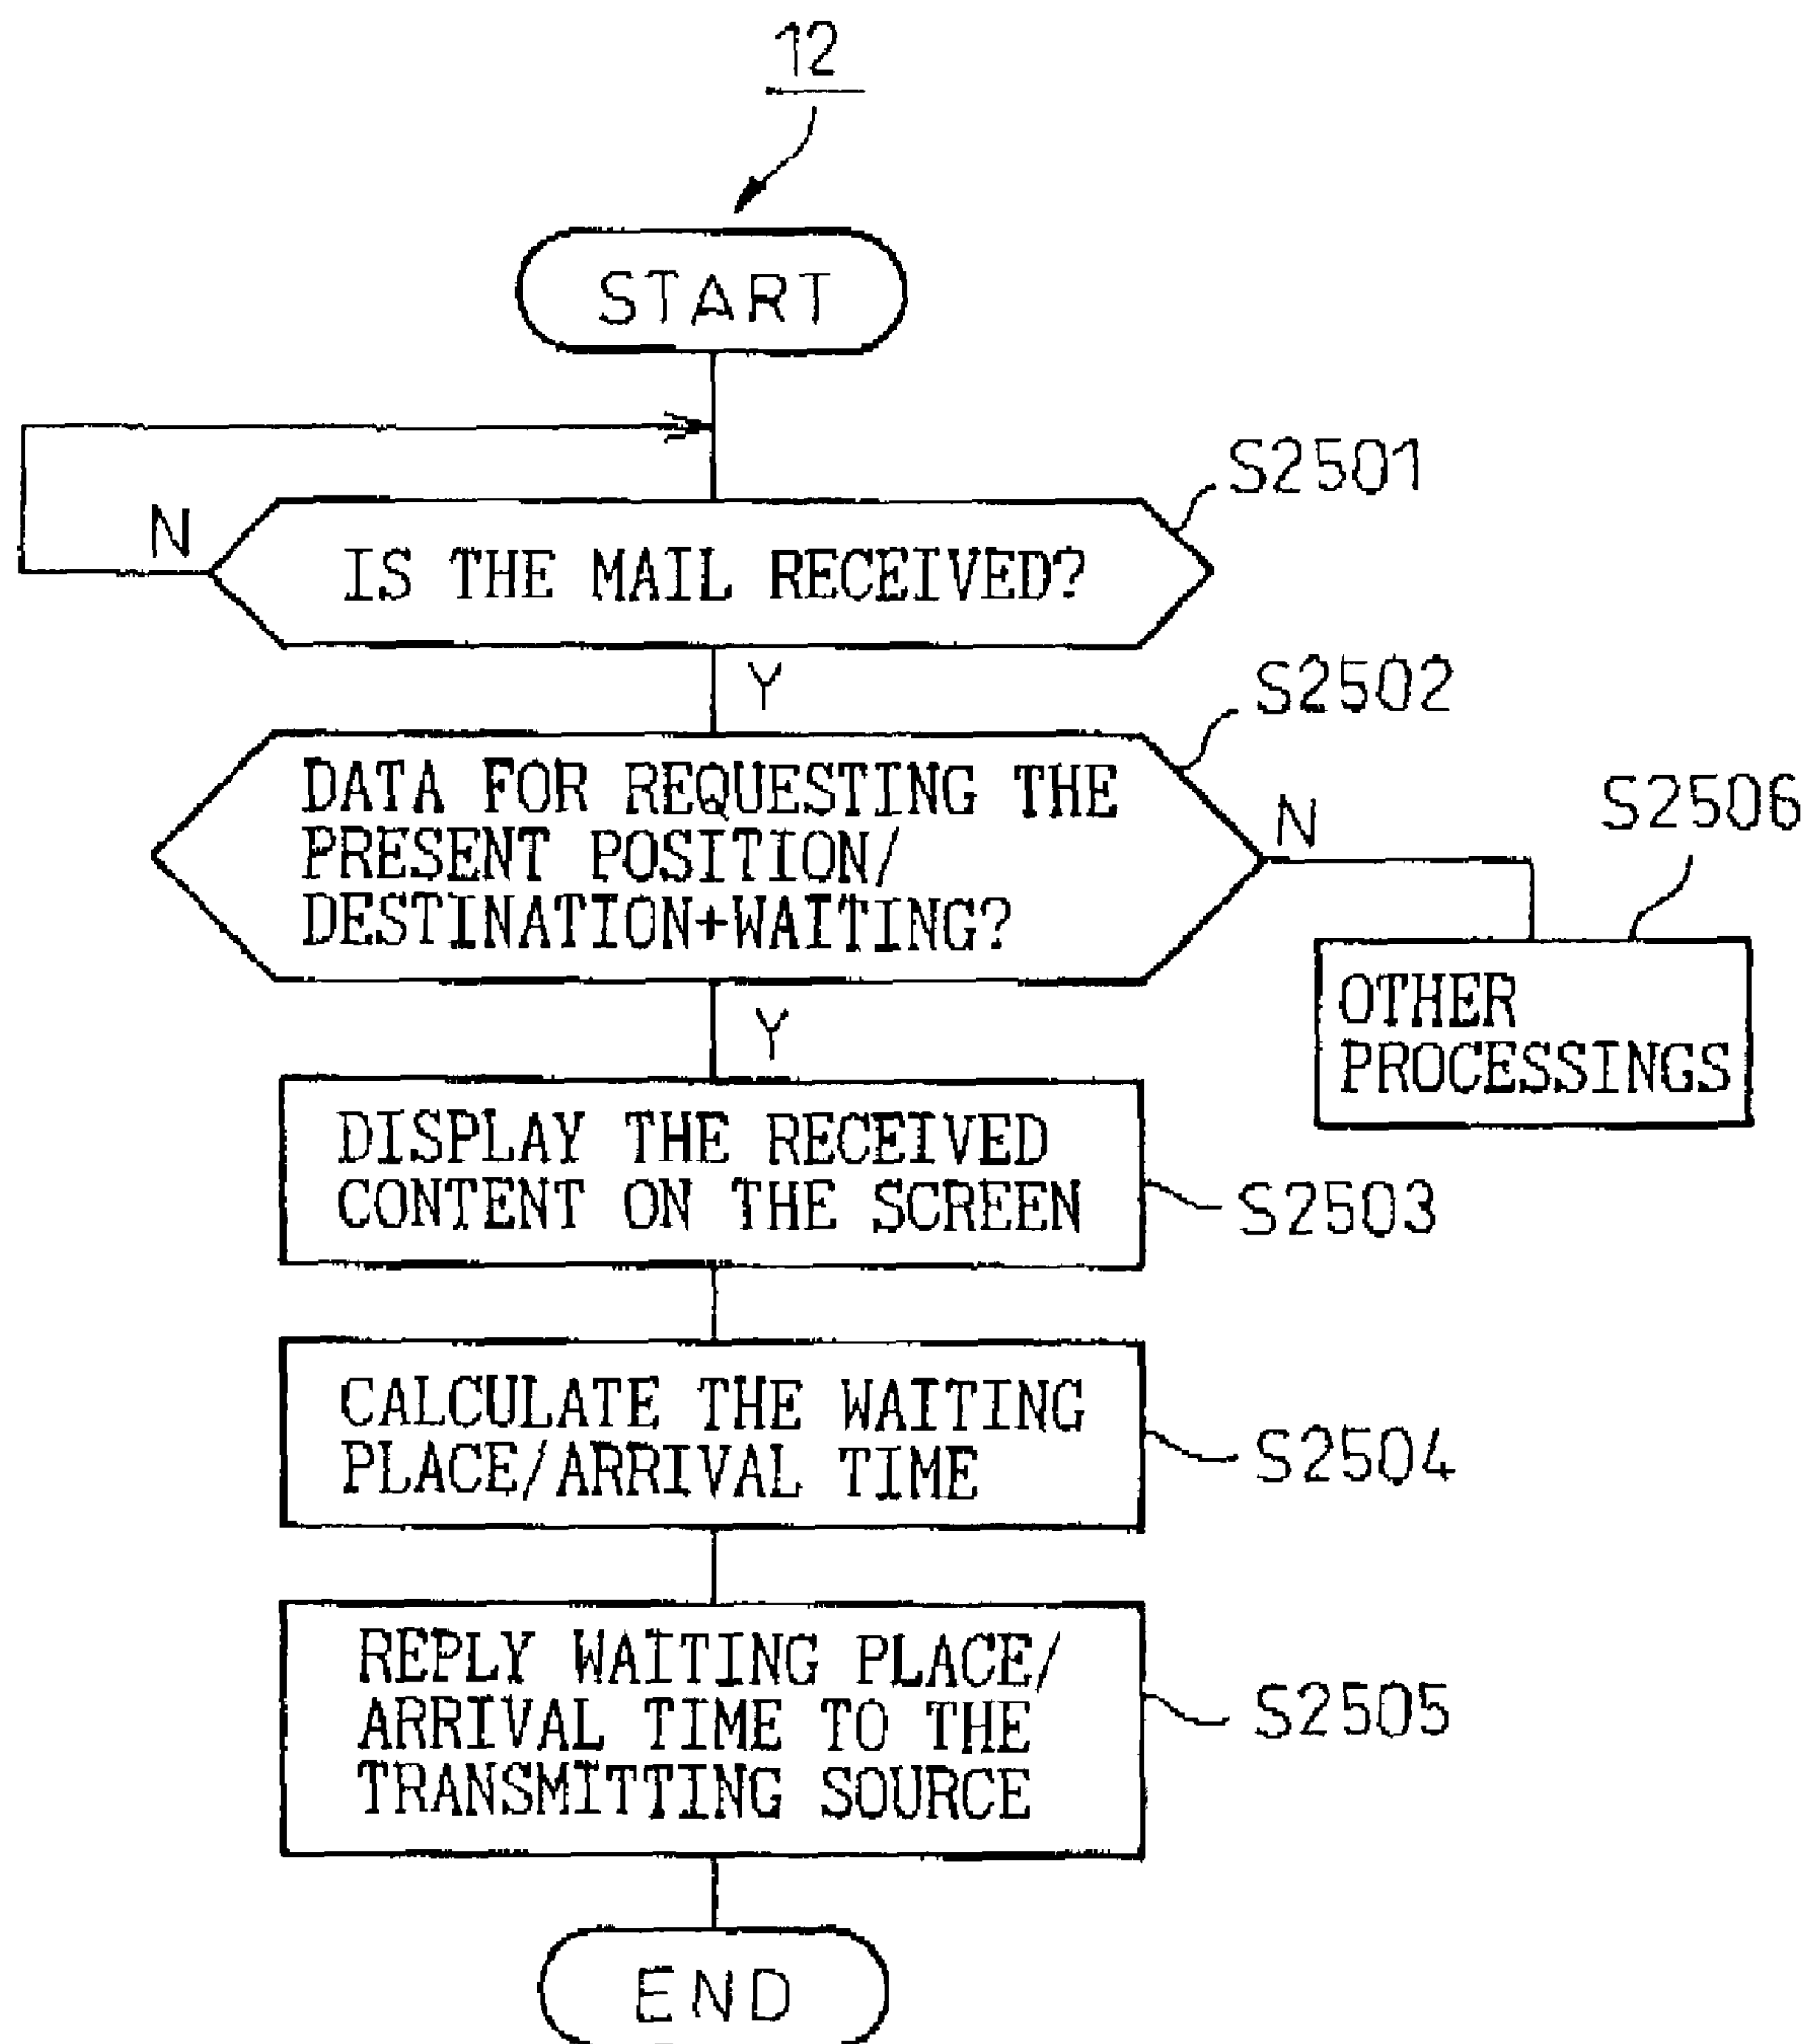 12
START
S2501
N
IS THE MAIL RECEIVED?
Y
S2502
DATA FOR REQUESTING THE
PRESENT POSITION/
DESTINATION+WAITING?
N
S2506
OTHER
PROCESSINGS
Y
DISPLAY THE RECEIVED
CONTENT ON THE SCREEN
S2503
CALCULATE THE WAITING
PLACE/ARRIVAL TIME
S2504
REPLY WAITING PLACE/
ARRIVAL TIME TO THE
TRANSMITTING SOURCE
S2505
END